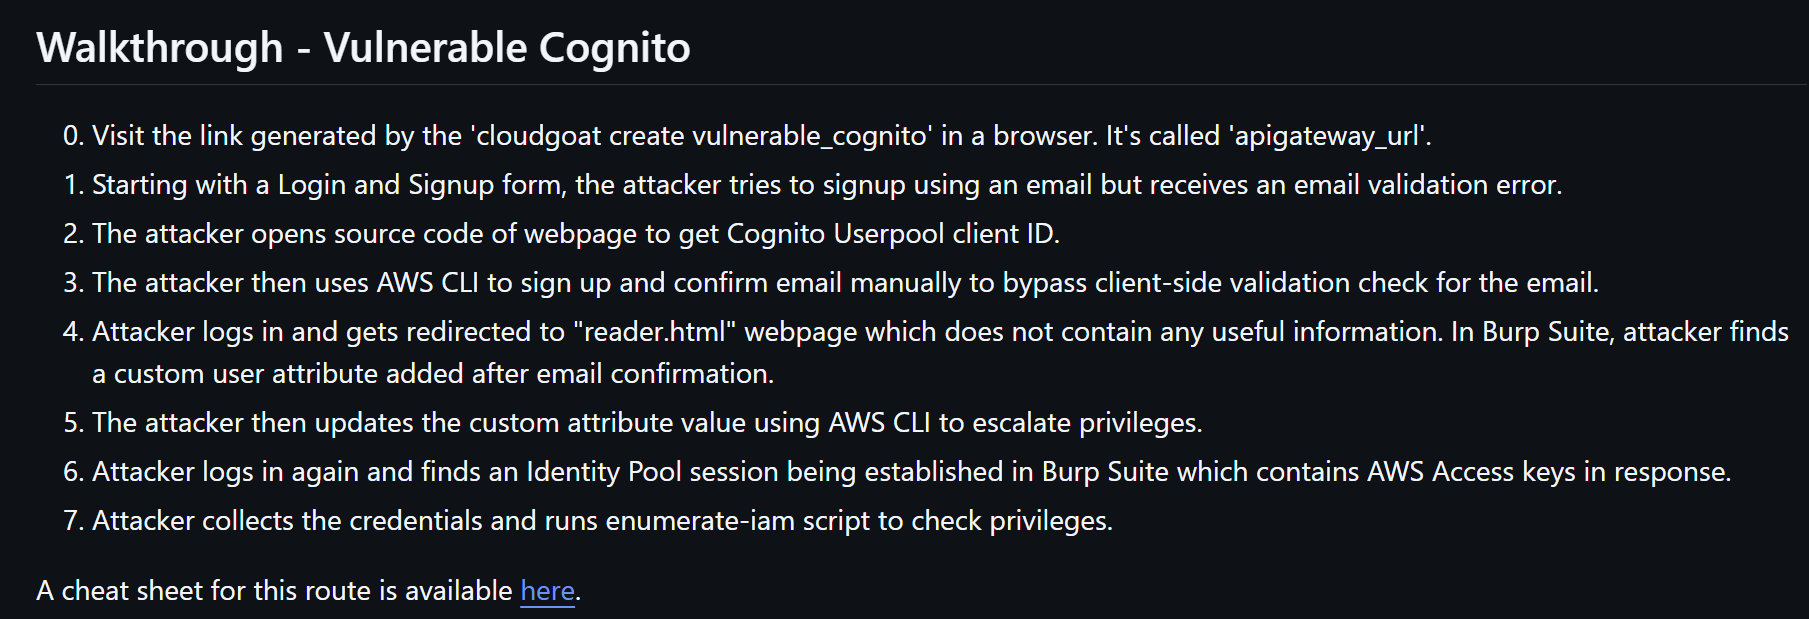 Walkthrough - Vulnerable Cognito
0. Visit the link generated by the 'cloudgoat create vulnerable_cognito' in a browser. It's called 'apigateway_url'.
1. Starting with a Login and Signup form, the attacker tries to signup using an email but receives an email validation error.
2. The attacker opens source code of webpage to get Cognito Userpool client ID.
3. The attacker then uses AWS CLI to sign up and confirm email manually to bypass client-side validation check for the email.
4. Attacker logs in and gets redirected to "reader.html" webpage which does not contain any useful information. In Burp Suite, attacker finds
a custom user attribute added after email confirmation.
5. The attacker then updates the custom attribute value using AWS CLI to escalate privileges.
6. Attacker logs in again and finds an Identity Pool session being established in Burp Suite which contains AWS Access keys in response.
7. Attacker collects the credentials and runs enumerate-iam script to check privileges.
A cheat sheet for this route is available here.